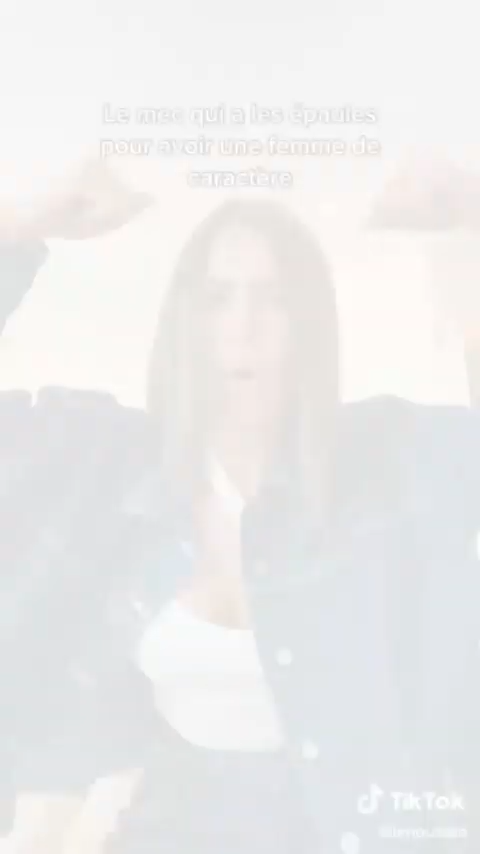 Le mec qui a les épaules
pour avoir une femme de
caractère
TikTok